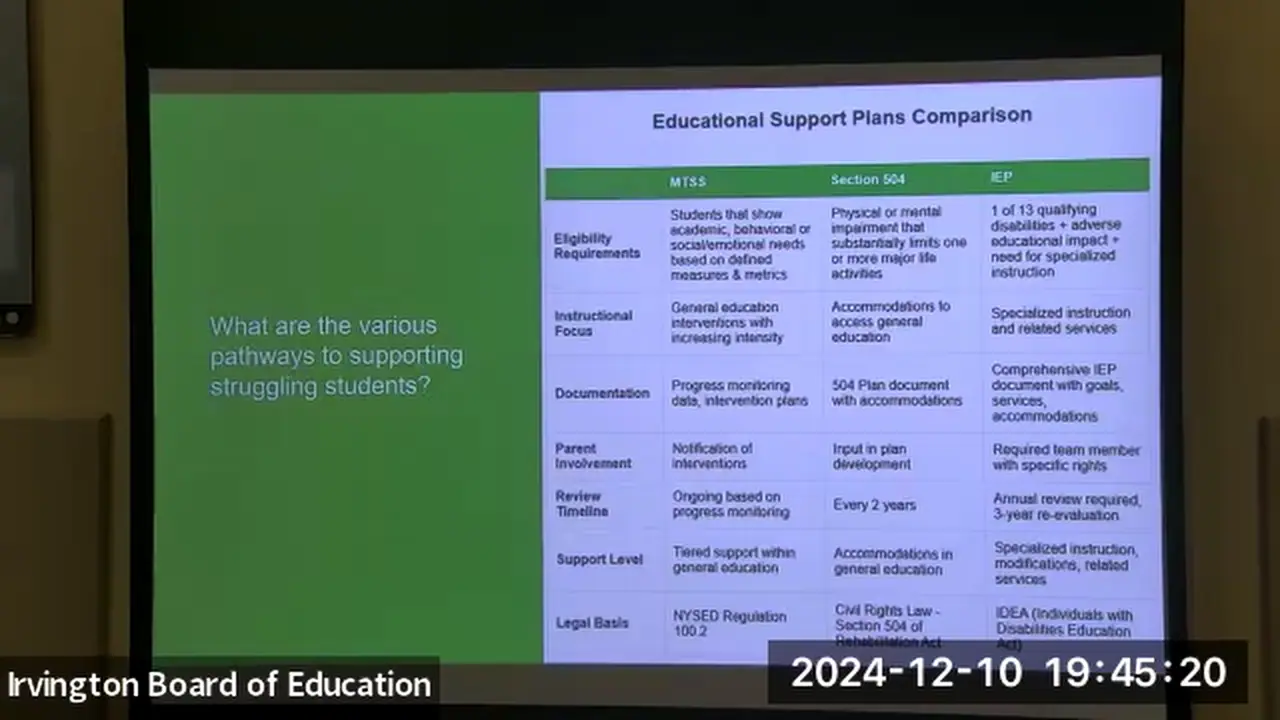 What are the various
pathways to supporting
struggling students?
Educational Support Plans Comparison
MTSS
Section 504
IEP
Eligibility
Requirements
Students that show
academic, behavioral or
social/emotional needs
based on defined
measures & metrics
Physical or mental
impairment that
substantially limits one
or more major life
activities
1 of 13 qualifying
disabilities + adverse
educational impact +
need for specialized
instruction
Instructional
Focus
General education
interventions with
increasing intensity
Accommodations to
access general
education
Specialized instruction
and related services
Documentation
Progress monitoring
data, intervention plans
504 Plan document
with accommodations
Comprehensive IEP
document with goals,
services,
accommodations
Parent
Involvement
Notification of
interventions
Input in plan
development
Required team member
with specific rights
Review
Timeline
Ongoing based on
progress monitoring
Every 2 years
Annual review required,
3-year re-evaluation
Support Level
Tiered support within
general education
Accommodations in
general education
Specialized instruction,
modifications, related
services
Legal Basis
NYSED Regulation
100.2
Civil Rights Law -
Section 504 of
Rehabilitation Act
IDEA (Individuals with
Disabilities Education
Act)
Irvington Board of Education
2024-12-10 19:45:20